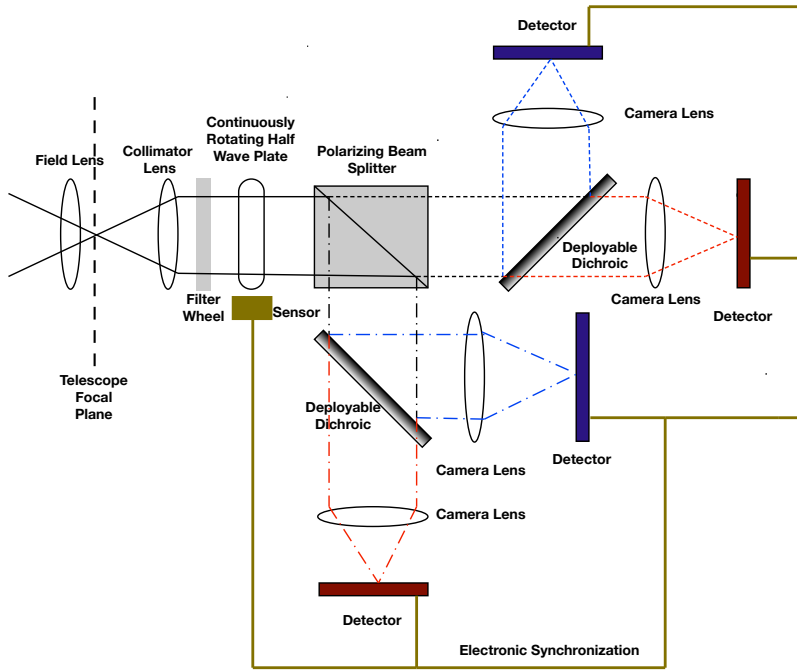 Detector
Camera Lens
Continuously
Rotating Half
Wave Plate
Collimator
Lens
Field Lens
Polarizing Beam
Splitter
Deployable
Dichroic
Camera Lens
Detector
Filter
Wheel
Sensor
Telescope
Focal
Plane
Deployable
Dichroic
Detector
Camera Lens
Camera Lens
Detector
Electronic Synchronization